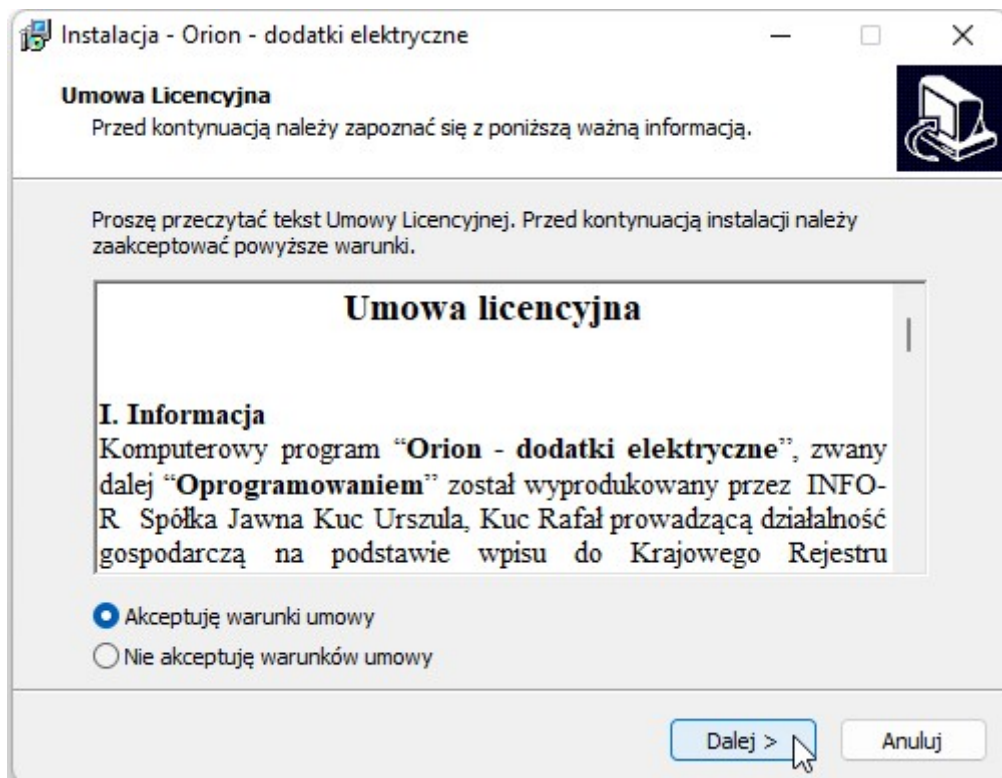 Instalacja - Orion - dodatki elektryczne
Umowa Licencyjna
Przed kontynuacją należy zapoznać się z poniższą ważną informacją.
Proszę przeczytać tekst Umowy Licencyjnej. Przed kontynuacją instalacji należy
zaakceptować powyższe warunki.
Umowa licencyjna
I. Informacja
Komputerowy program “Orion - dodatki elektryczne”, zwany
dalej “Oprogramowaniem” został wyprodukowany przez INFO-
R Spółka Jawna Kuc Urszula, Kuc Rafał prowadzącą działalność
gospodarczą na podstawie wpisu do Krajowego Rejestru
Akceptuję warunki umowy
Nie akceptuję warunków umowy
Dalej >
Anuluj